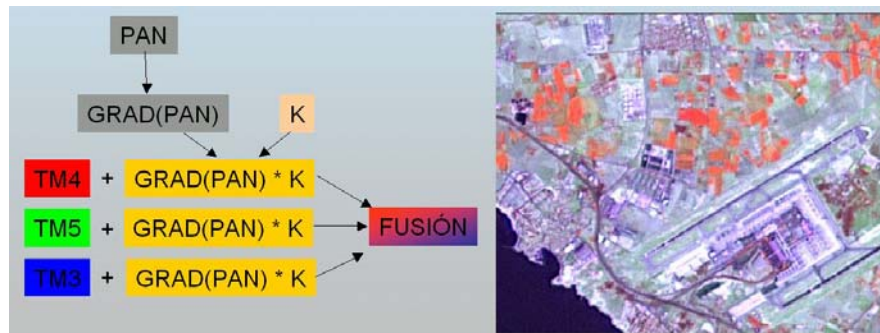 PAN
GRAD(PAN)
K
TM4 + GRAD(PAN) * K
TM5 + GRAD(PAN) * K
FUSIÓN
TM3 + GRAD(PAN) * K